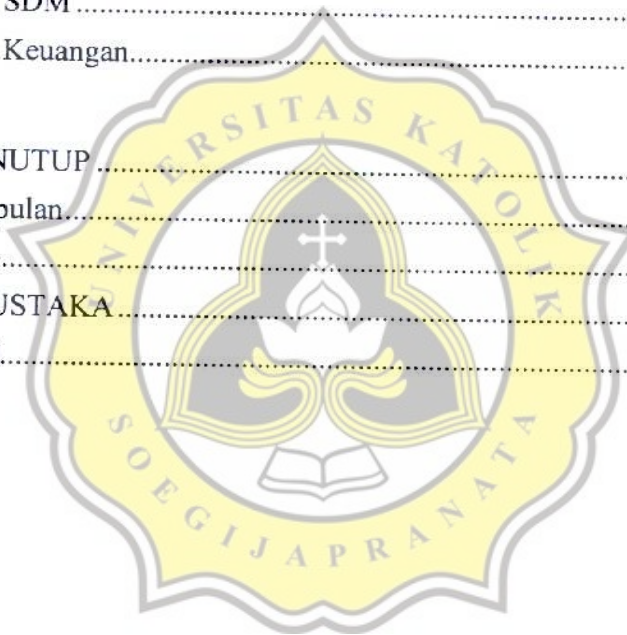 SDM ........................................
Keuangan........................................
NUTUP ........................................
pulan........................................
........................................
USTAKA ........................................
........................................
UNIVERSITAS KATOLIK
SOEGIJAPRANATA